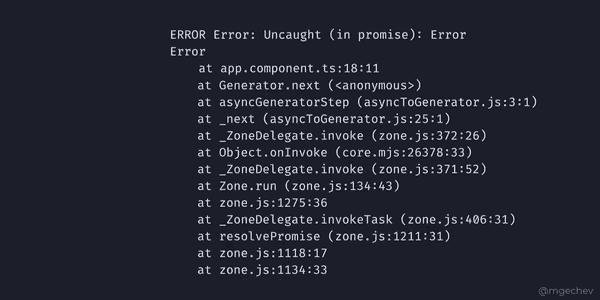 ERROR Error: Uncaught (in promise): Error
Error
at app.component.ts:18:11
at Generator.next (<anonymous>)
at asyncGeneratorStep (asyncToGenerator.js:3:1)
at _next (asyncToGenerator.js:25:1)
at _ZoneDelegate.invoke (zone.js:372:26)
at Object.onInvoke (core.mjs:26378:33)
at _ZoneDelegate.invoke (zone.js:371:52)
at Zone.run (zone.js:134:43)
at zone.js:1275:36
at _ZoneDelegate.invokeTask (zone.js:406:31)
at resolvePromise (zone.js:1211:31)
at zone.js:1118:17
at zone.js:1134:33
@mgechev